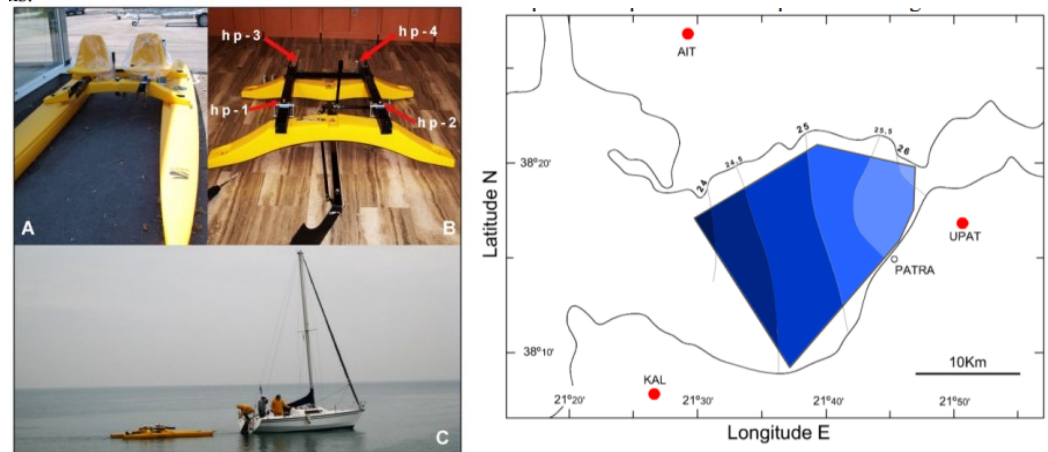 hp-3
hp-4
hp-1
hp-2
A
B
C
AIT
24
24,5
25
25,5
26
38°20'
UPAT
PATRA
38°10'
10Km
KAL
21°20'
21°30'
21°40'
21°50'
Latitude N
Longitude E